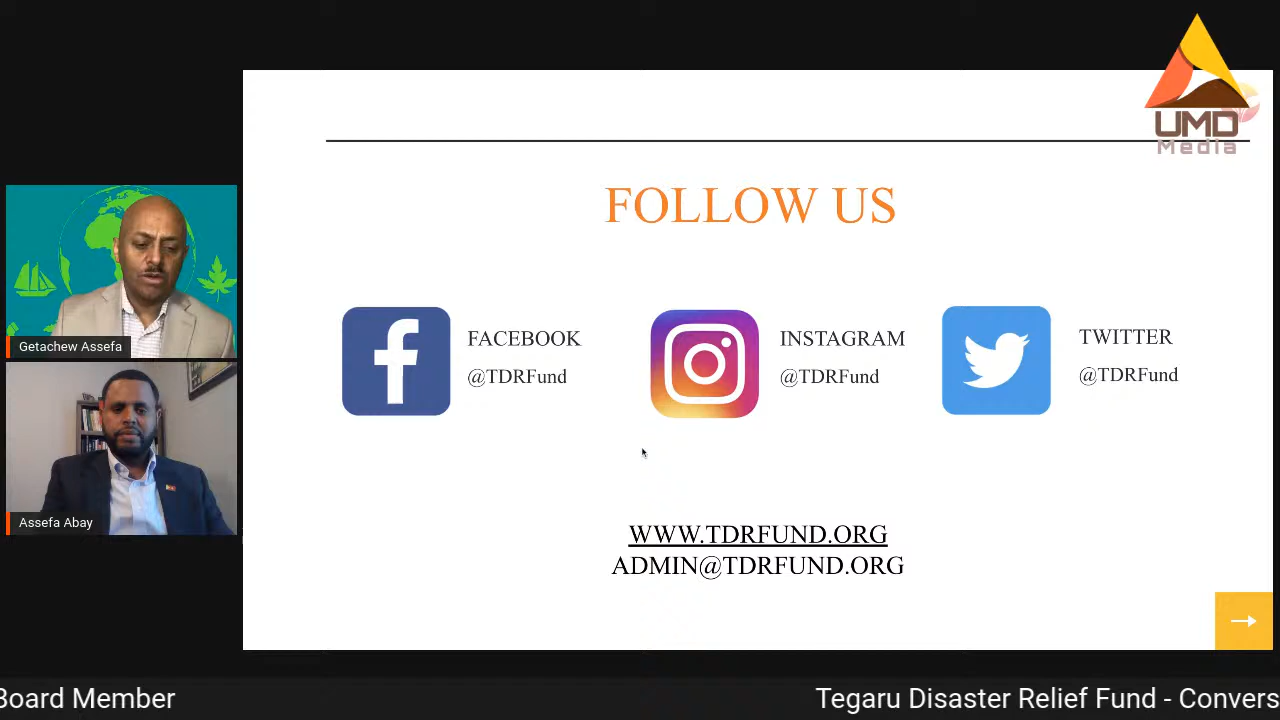 UMD
Media
FOLLOW US
FACEBOOK
@TDRFund
INSTAGRAM
@TDRFund
TWITTER
@TDRFund
WWW.TDRFUND.ORG
ADMIN@TDRFUND.ORG
Getachew Assefa
Assefa Abay
Board Member
Tegaru Disaster Relief Fund - Convers